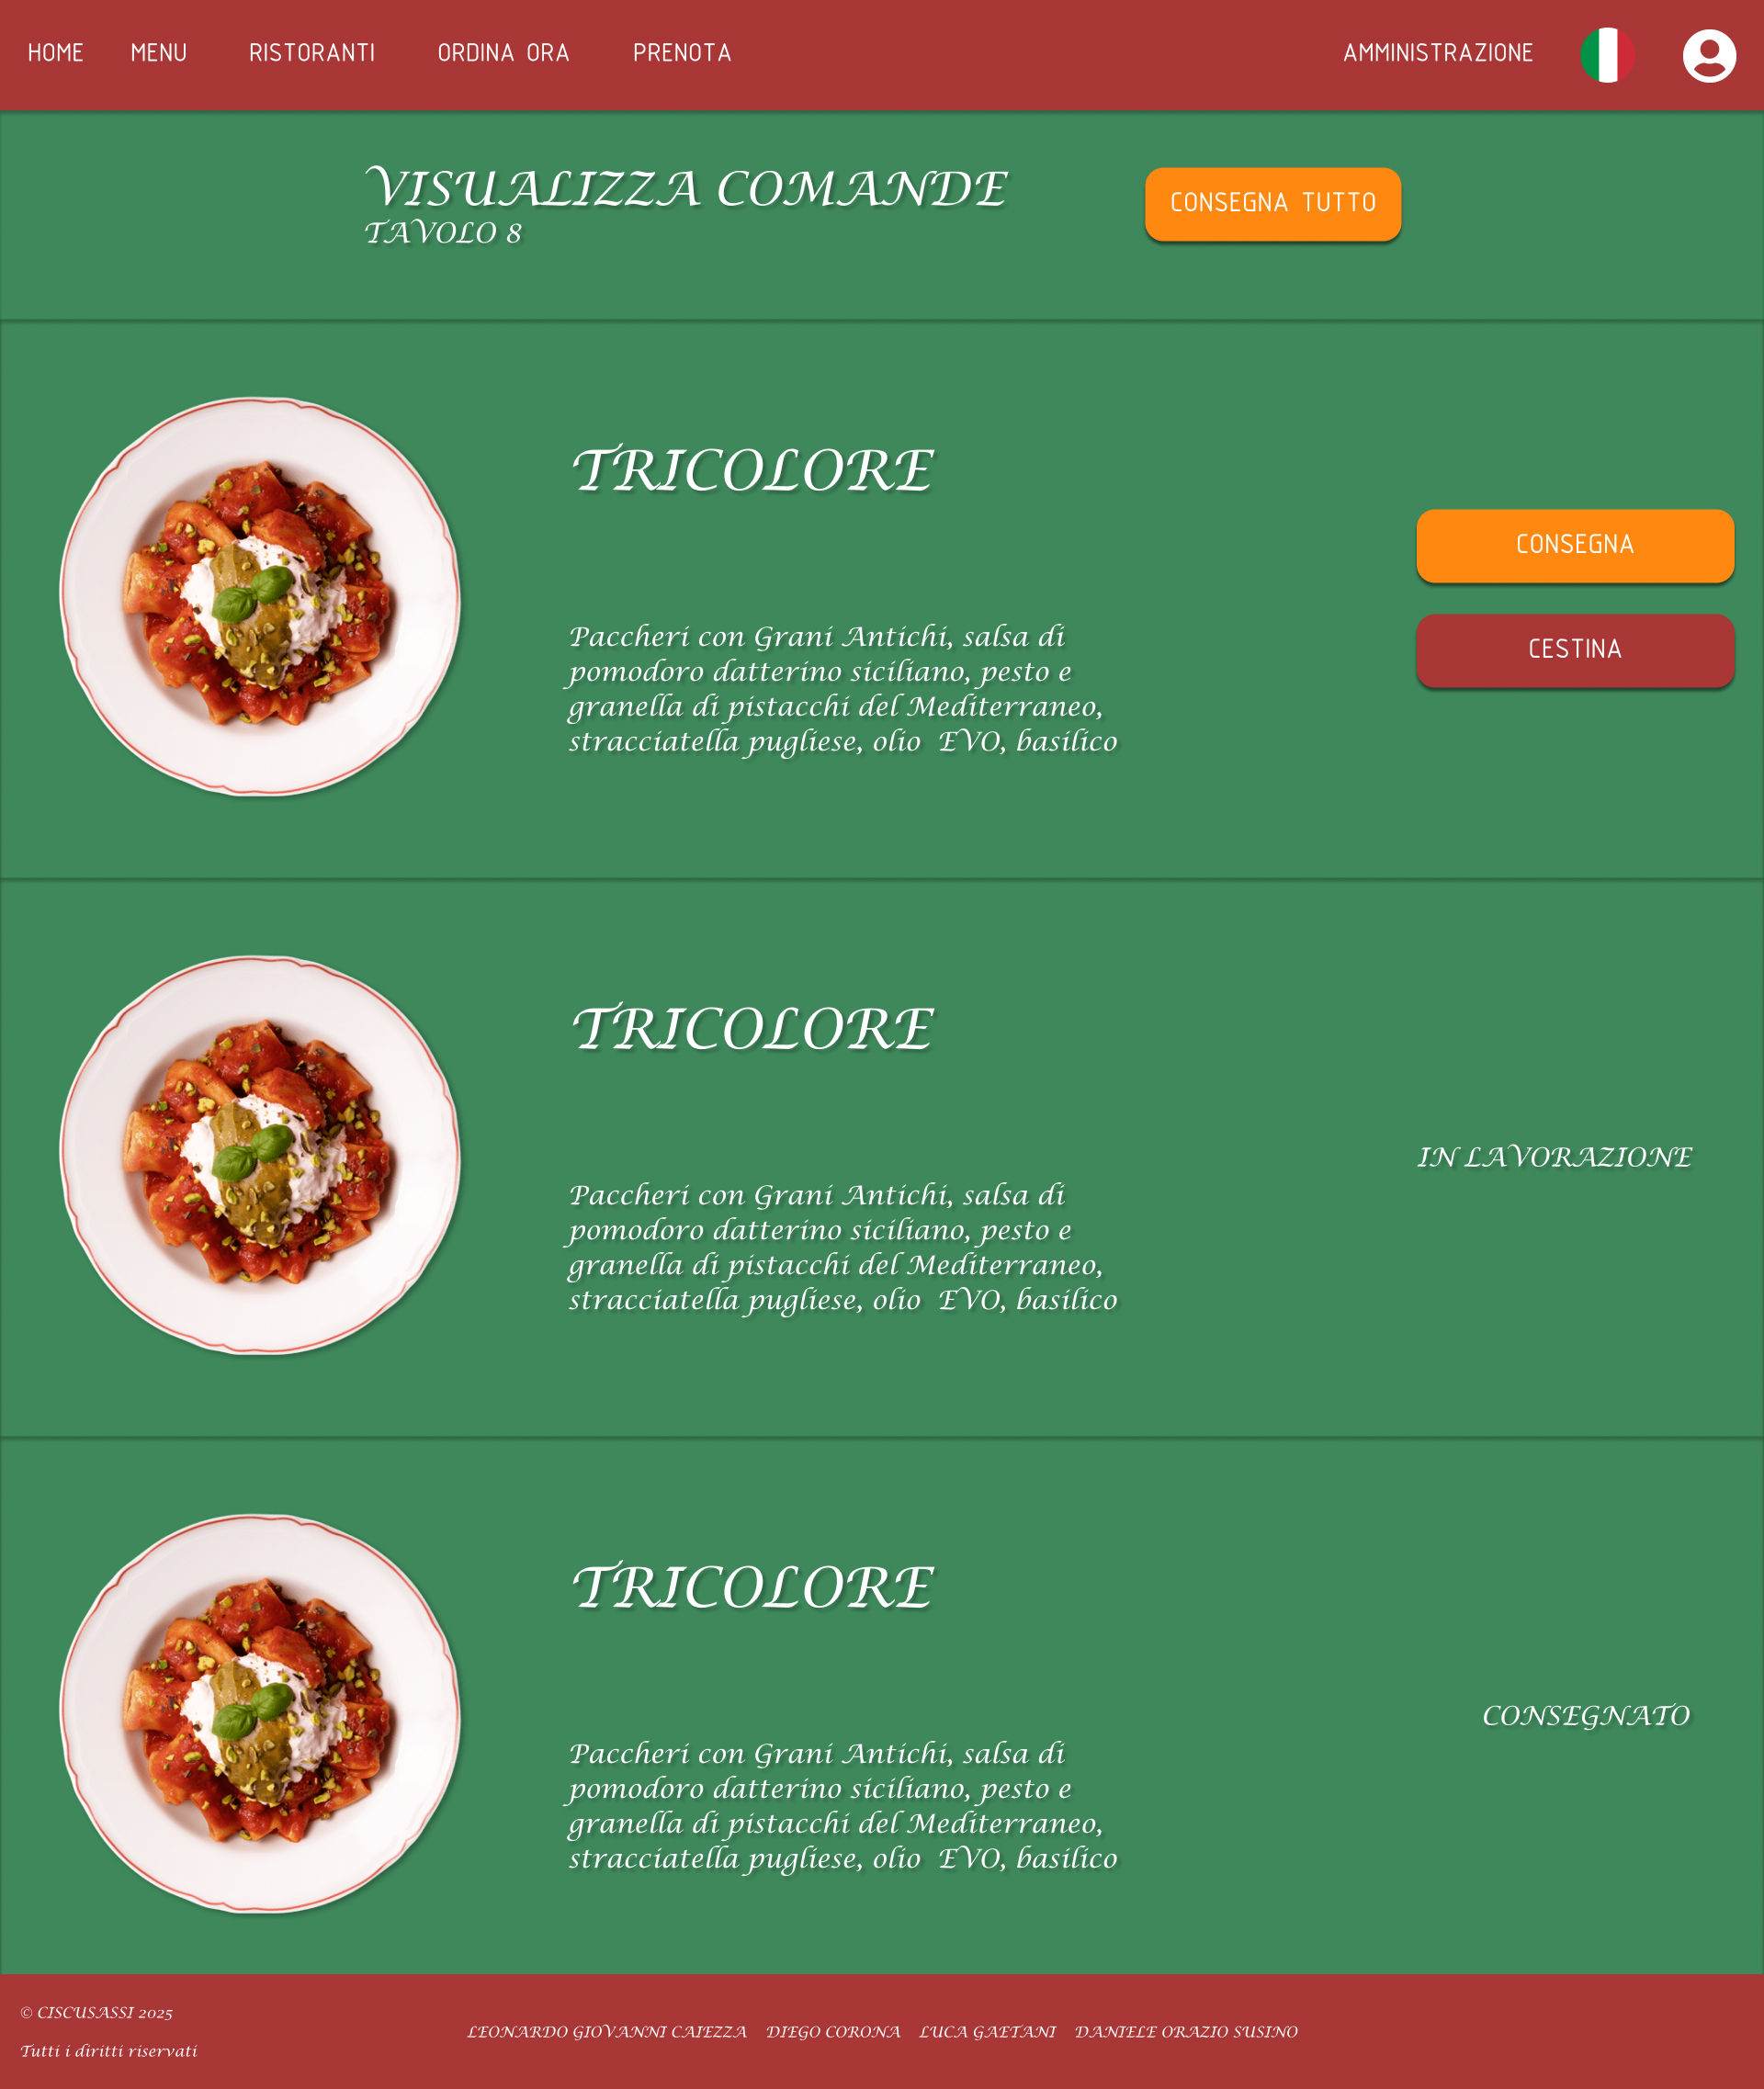 HOME MENU RISTORANTI ORDINA ORA PRENOTA AMMINISTRAZIONE
VISUALIZZA COMANDE
TAVOLO 8
CONSEGNA TUTTO
TRICOLORE
Paccheri con Grani Antichi, salsa di
pomodoro datterino siciliano, pesto e
granella di pistacchi del Mediterraneo,
stracciatella pugliese, olio EVO, basilico
CONSEGNA
CESTINA
TRICOLORE
Paccheri con Grani Antichi, salsa di
pomodoro datterino siciliano, pesto e
granella di pistacchi del Mediterraneo,
stracciatella pugliese, olio EVO, basilico
IN LAVORAZIONE
TRICOLORE
Paccheri con Grani Antichi, salsa di
pomodoro datterino siciliano, pesto e
granella di pistacchi del Mediterraneo,
stracciatella pugliese, olio EVO, basilico
CONSEGNATO
© CISCUSASSI 2025
Tutti i diritti riservati
LEONARDO GIOVANNI CAIEZZA DIEGO CORONA LUCA GAETANI DANIELE ORAZIO SUSINO